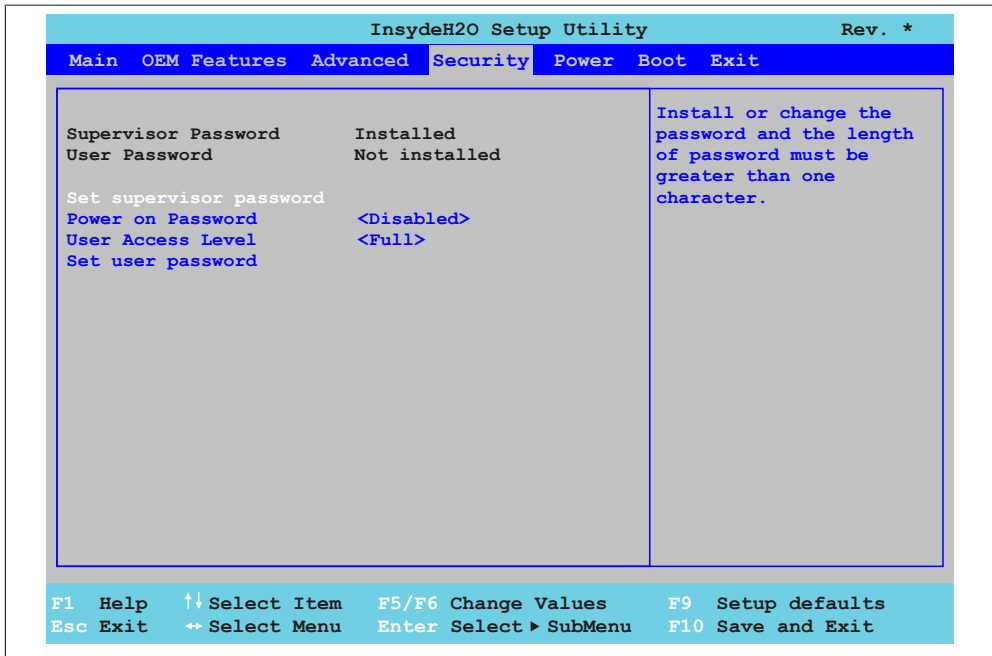 InsydeH2O Setup Utility Rev. *
Main OEM Features Advanced Security Power Boot Exit
Supervisor Password Installed
User Password Not installed
Set supervisor password
Power on Password <Disabled>
User Access Level <Full>
Set user password
Install or change the
password and the length
of password must be
greater than one
character.
F1 Help ↑↓ Select Item F5/F6 Change Values F9 Setup defaults
Esc Exit ↔ Select Menu Enter Select ▶ SubMenu F10 Save and Exit